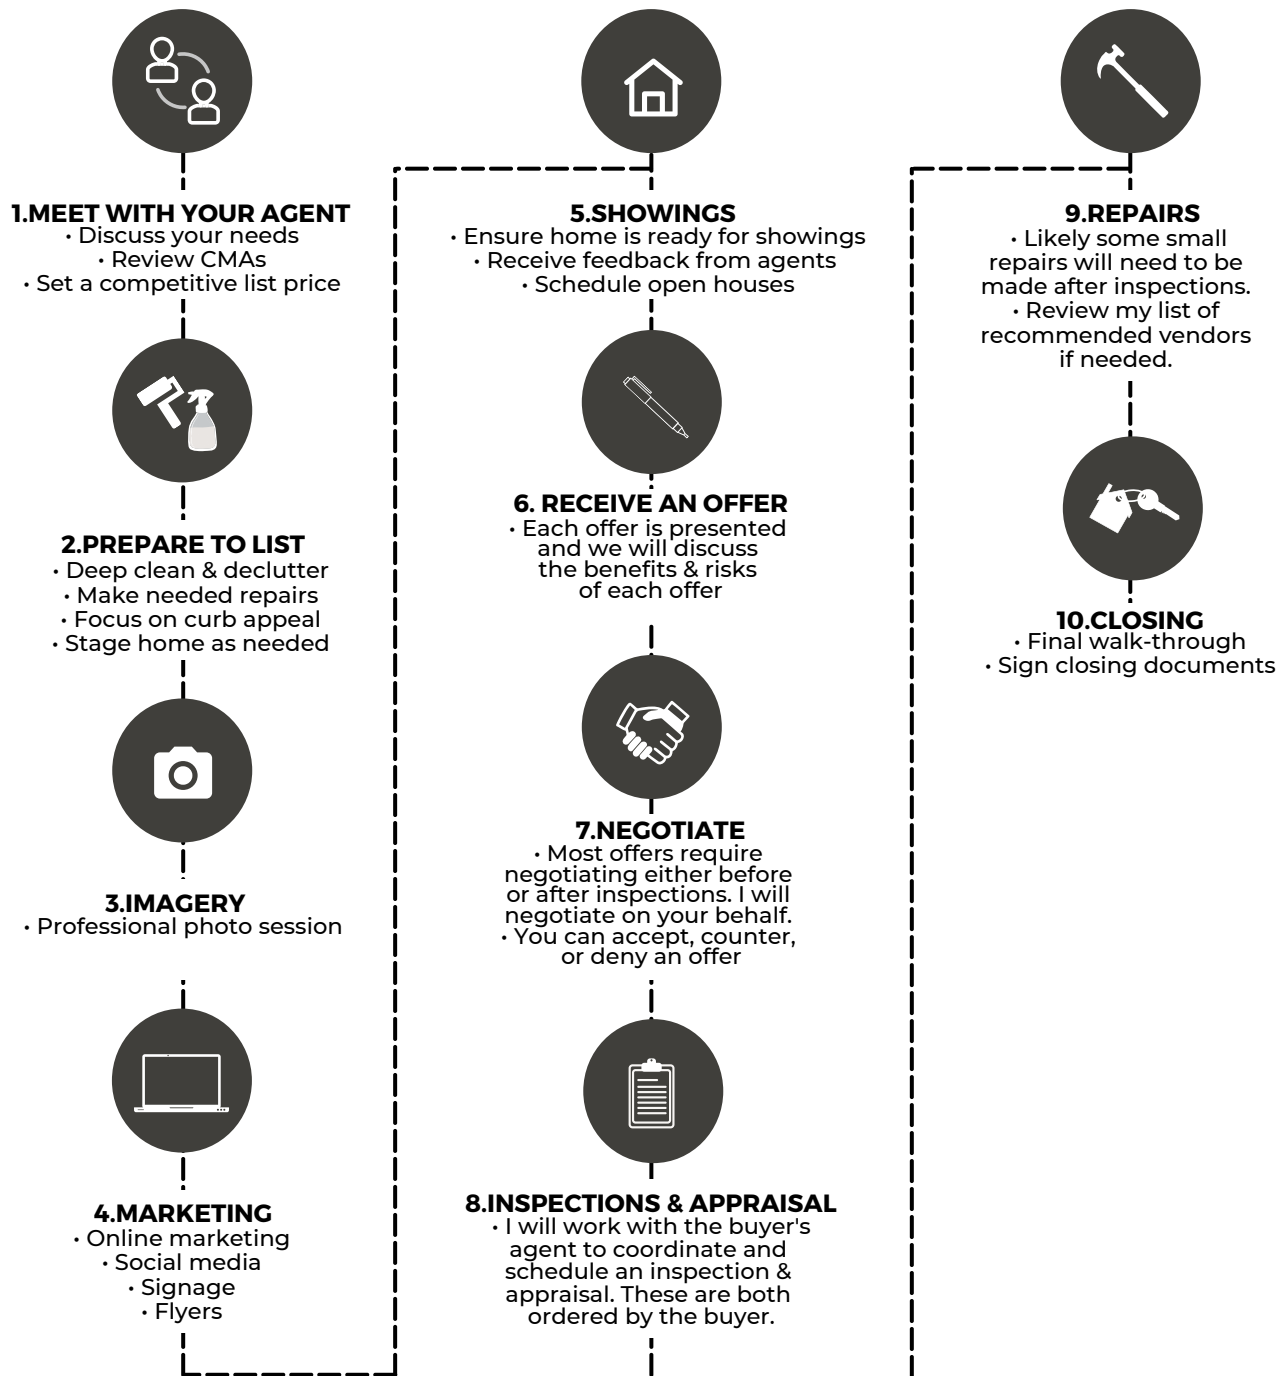 1.MEET WITH YOUR AGENT
• Discuss your needs
• Review CMAs
• Set a competitive list price
2.PREPARE TO LIST
• Deep clean & declutter
• Make needed repairs
• Focus on curb appeal
• Stage home as needed
3.IMAGERY
• Professional photo session
4.MARKETING
• Online marketing
• Social media
• Signage
• Flyers
5.SHOWINGS
• Ensure home is ready for showings
• Receive feedback from agents
• Schedule open houses
6. RECEIVE AN OFFER
• Each offer is presented
and we will discuss
the benefits & risks
of each offer
7.NEGOTIATE
• Most offers require
negotiating either before
or after inspections. I will
negotiate on your behalf.
• You can accept, counter,
or deny an offer
8.INSPECTIONS & APPRAISAL
• I will work with the buyer's
agent to coordinate and
schedule an inspection &
appraisal. These are both
ordered by the buyer.
9.REPAIRS
• Likely some small
repairs will need to be
made after inspections.
• Review my list of
recommended vendors
if needed.
10.CLOSING
• Final walk-through
• Sign closing documents